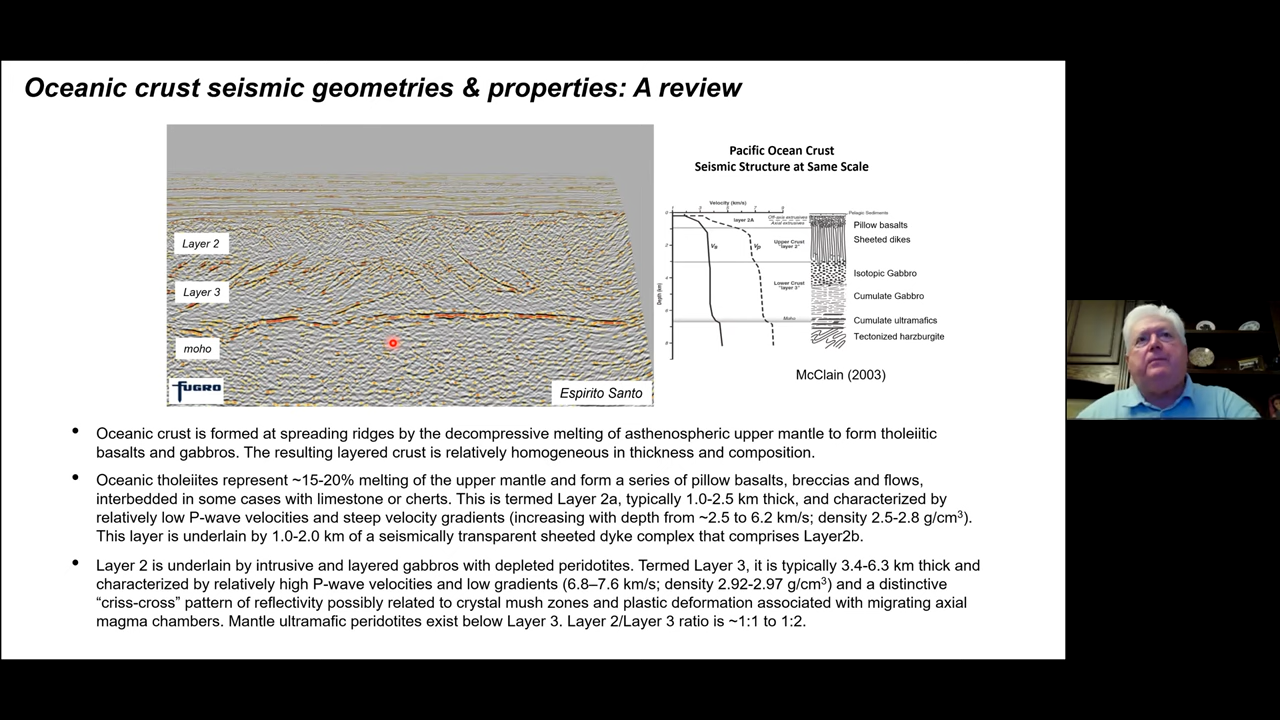 Oceanic crust seismic geometries & properties: A review
Layer 2
Layer 3
moho
fUGRO
Espirito Santo
Pacific Ocean Crust
Seismic Structure at Same Scale
Velocity (km/s)
layer 2A
Off-axis extrusives
Axial extrusives
Vs
Vp
Upper Crust
"layer 2"
Lower Crust
"layer 3"
Moho
Depth (km)
Pelagic Sediments
Pillow basalts
Sheeted dikes
Isotopic Gabbro
Cumulate Gabbro
Cumulate ultramafics
Tectonized harzburgite
McClain (2003)
• Oceanic crust is formed at spreading ridges by the decompressive melting of asthenospheric upper mantle to form tholeiitic
basalts and gabbros. The resulting layered crust is relatively homogeneous in thickness and composition.
• Oceanic tholeiites represent ~15-20% melting of the upper mantle and form a series of pillow basalts, breccias and flows,
interbedded in some cases with limestone or cherts. This is termed Layer 2a, typically 1.0-2.5 km thick, and characterized by
relatively low P-wave velocities and steep velocity gradients (increasing with depth from ~2.5 to 6.2 km/s; density 2.5-2.8 g/cm³).
This layer is underlain by 1.0-2.0 km of a seismically transparent sheeted dyke complex that comprises Layer2b.
• Layer 2 is underlain by intrusive and layered gabbros with depleted peridotites. Termed Layer 3, it is typically 3.4-6.3 km thick and
characterized by relatively high P-wave velocities and low gradients (6.8–7.6 km/s; density 2.92-2.97 g/cm³) and a distinctive
“criss-cross” pattern of reflectivity possibly related to crystal mush zones and plastic deformation associated with migrating axial
magma chambers. Mantle ultramafic peridotites exist below Layer 3. Layer 2/Layer 3 ratio is ~1:1 to 1:2.